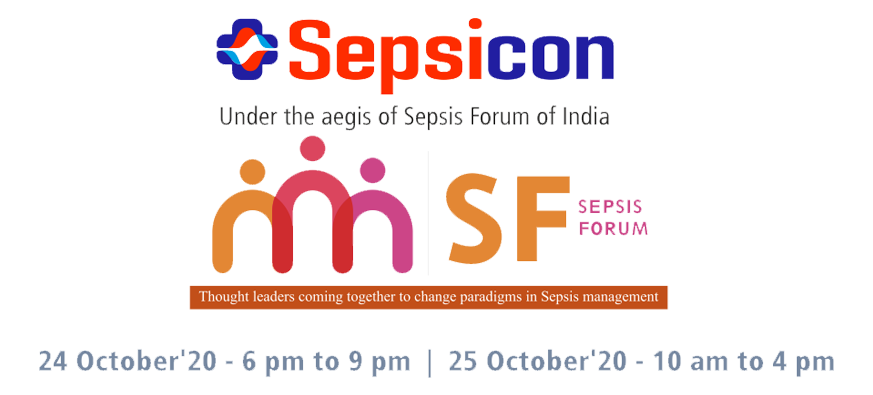 Sepsicon
Under the aegis of Sepsis Forum of India
SF SEPSIS
FORUM
Thought leaders coming together to change paradigms in Sepsis management
24 October'20 - 6 pm to 9 pm | 25 October'20 - 10 am to 4 pm